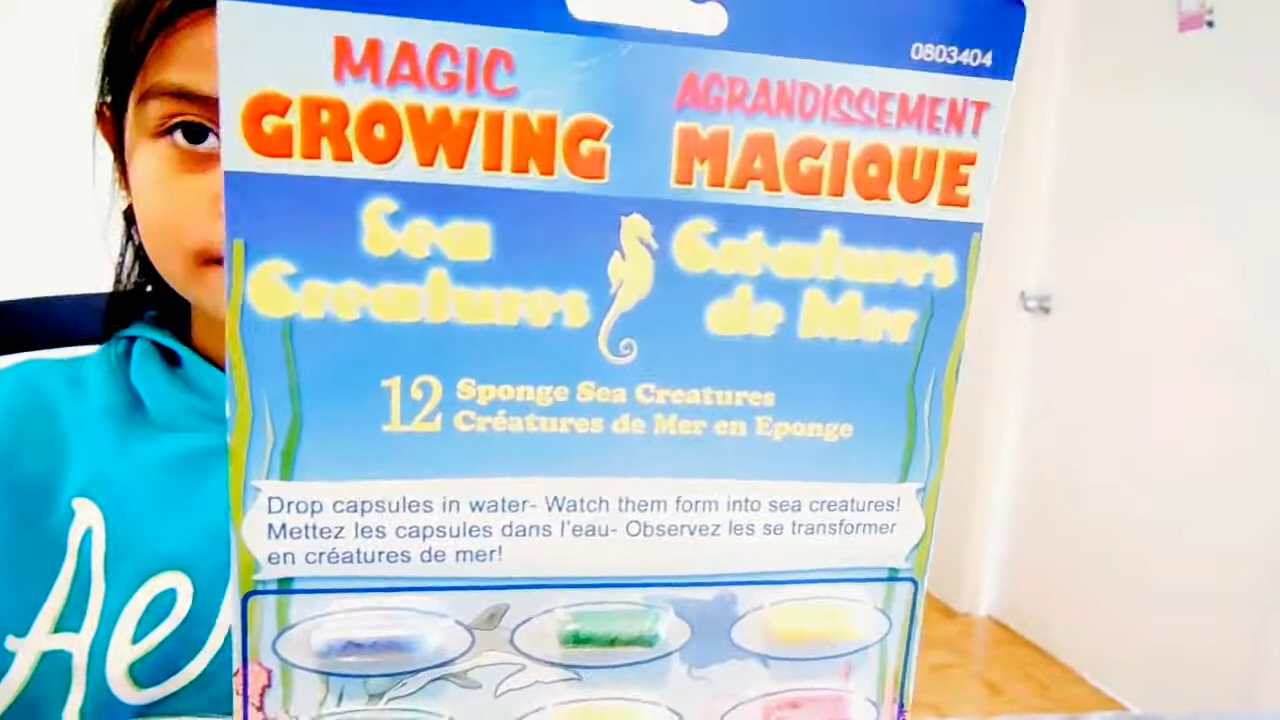 0803404
MAGIC
GROWING
AGRANDISSEMENT
MAGIQUE
Sea
Creatures
Créatures
de Mer
12 Sponge Sea Creatures
Créatures de Mer en Eponge
Drop capsules in water- Watch them form into sea creatures!
Mettez les capsules dans l'eau- Observez les se transformer
en créatures de mer!
Ae